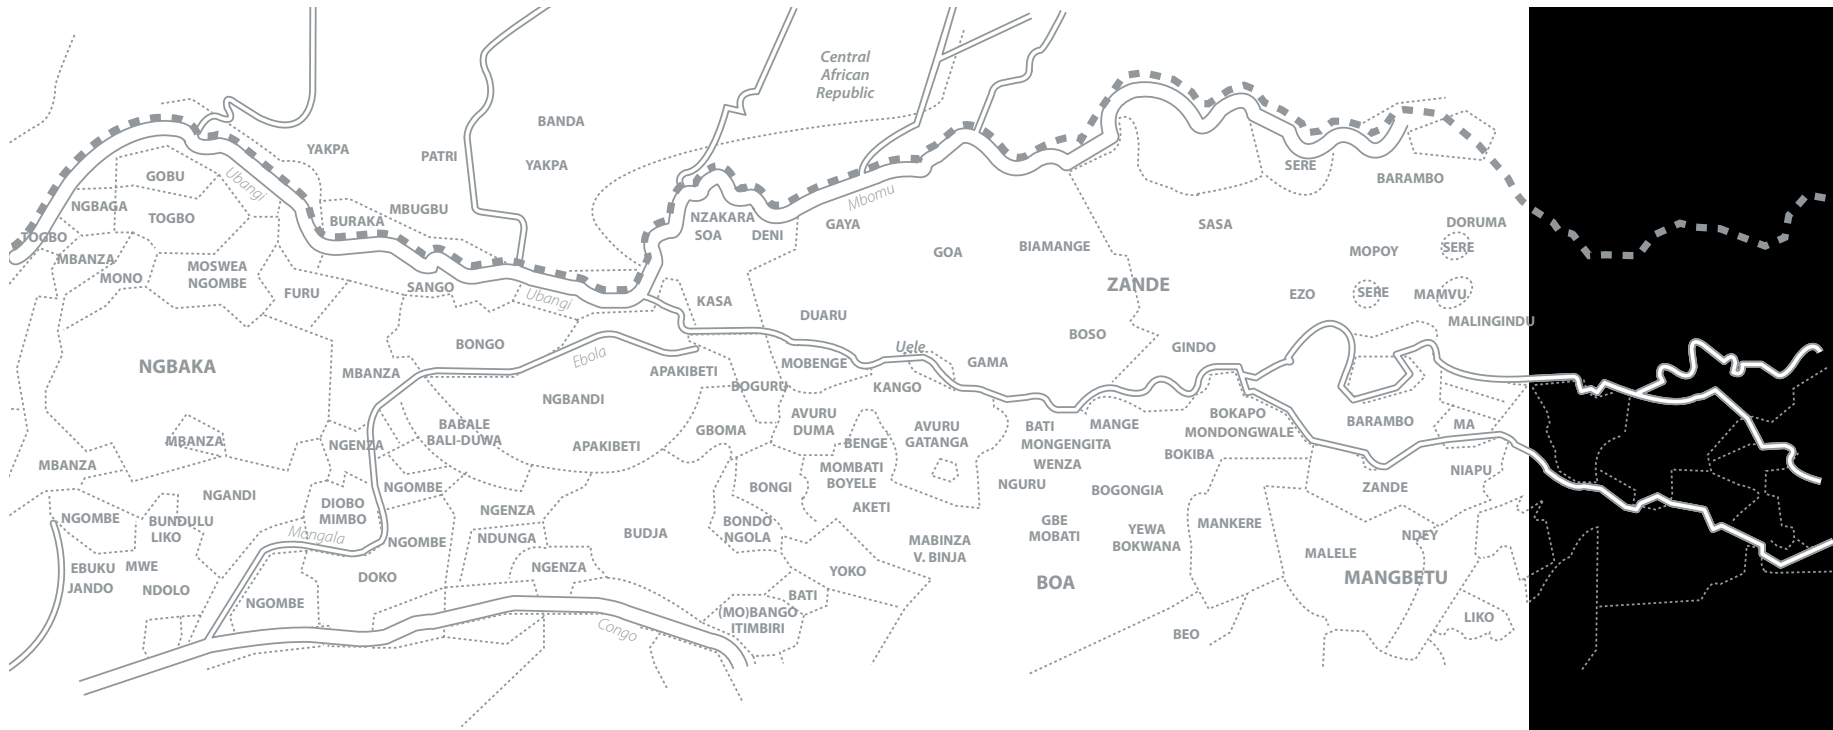 Central
African
Republic
BANDA
YAKPA
PATRI
YAKPA
GOBU
Ubangi
NGBAGA
TOGBO
TOGBO
BURAKA
MBUGBU
MBANZA
MONO
MOSWEA
NGOMBE
FURU
SANGO
Ubangi
NZAKARA
SOA
DENI
Mbomu
GAYA
GOA
BIAMANGE
SASA
SERE
BARAMBO
DORUMA
SERE
MOPOY
ZANDE
EZO
SERE
MAMVU
MALINGINDU
KASA
DUARU
BOSO
GINDO
BONGO
Ebola
Uele
NGBAKA
MBANZA
APAKIBETI
MOBENGE
GAMA
BOGURU
KANGO
NGBANDI
BABALE
BALI-DUWA
NGENZA
MBANZA
MBANZA
APAKIBETI
GBOMA
AVURU
DUMA
BENGE
AVURU
GATANGA
BATI
MANGE
MONGENGITA
WENZA
BOKAPO
MONDONGWALE
BOKIBA
BARAMBO
MA
NIAPU
NGANDI
NGOMBE
DIOBO
MIMBO
NGOMBE
BUNDULU
LIKO
Mongala
NGENZA
NDUNGA
BUDJA
BONGI
MOMBATI
BOYELE
AKETI
NGURU
BOGONGIA
ZANDE
BONDO
NGOLA
MABINZA
V. BINJA
GBE
MOBATI
YEWA
BOKWANA
MANKERE
NDEY
MALELE
EBUKU
MWE
JANDO
NDOLO
NGOMBE
DOKO
NGOMBE
NGENZA
YOKO
BATI
(MO)BANGO
ITIMBIRI
BOA
MANGBETU
Congo
BEO
LIKO